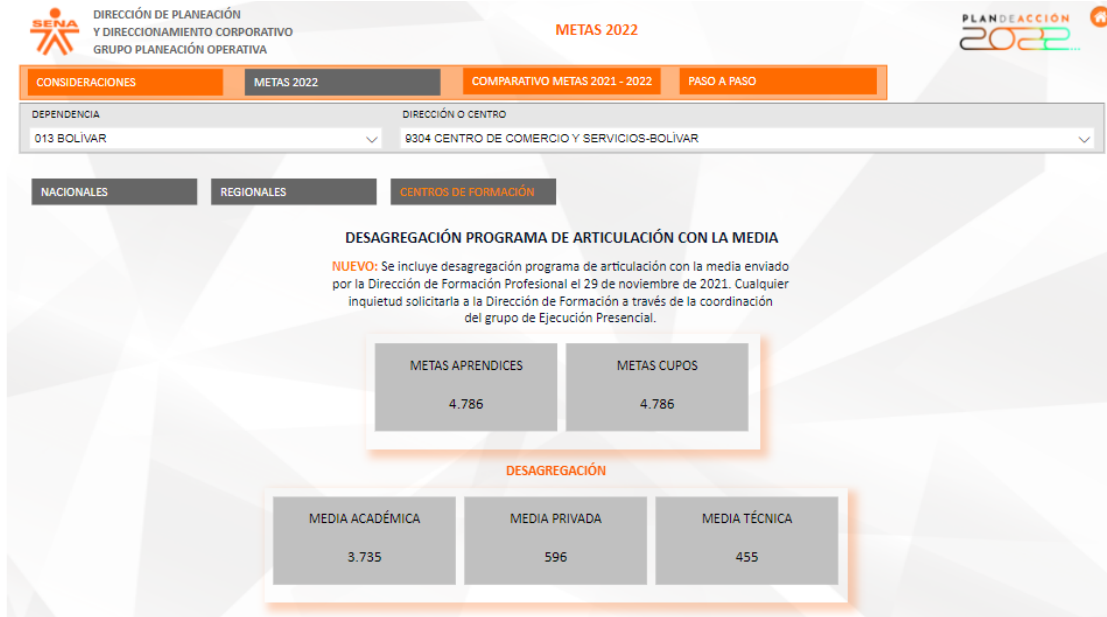 SENA
DIRECCIÓN DE PLANEACIÓN
Y DIRECCIONAMIENTO CORPORATIVO
GRUPO PLANEACIÓN OPERATIVA
METAS 2022
PLANDEACCIÓN
2022...
CONSIDERACIONES
METAS 2022
COMPARATIVO METAS 2021 - 2022
PASO A PASO
DEPENDENCIA
DIRECCIÓN O CENTRO
013 BOLÍVAR
9304 CENTRO DE COMERCIO Y SERVICIOS-BOLÍVAR
NACIONALES
REGIONALES
CENTROS DE FORMACIÓN
DESAGREGACIÓN PROGRAMA DE ARTICULACIÓN CON LA MEDIA
NUEVO: Se incluye desagregación programa de articulación con la media enviado
por la Dirección de Formación Profesional el 29 de noviembre de 2021. Cualquier
inquietud solicitarla a la Dirección de Formación a través de la coordinación
del grupo de Ejecución Presencial.
METAS APRENDICES
METAS CUPOS
4.786
4.786
DESAGREGACIÓN
MEDIA ACADÉMICA
MEDIA PRIVADA
MEDIA TÉCNICA
3.735
596
455